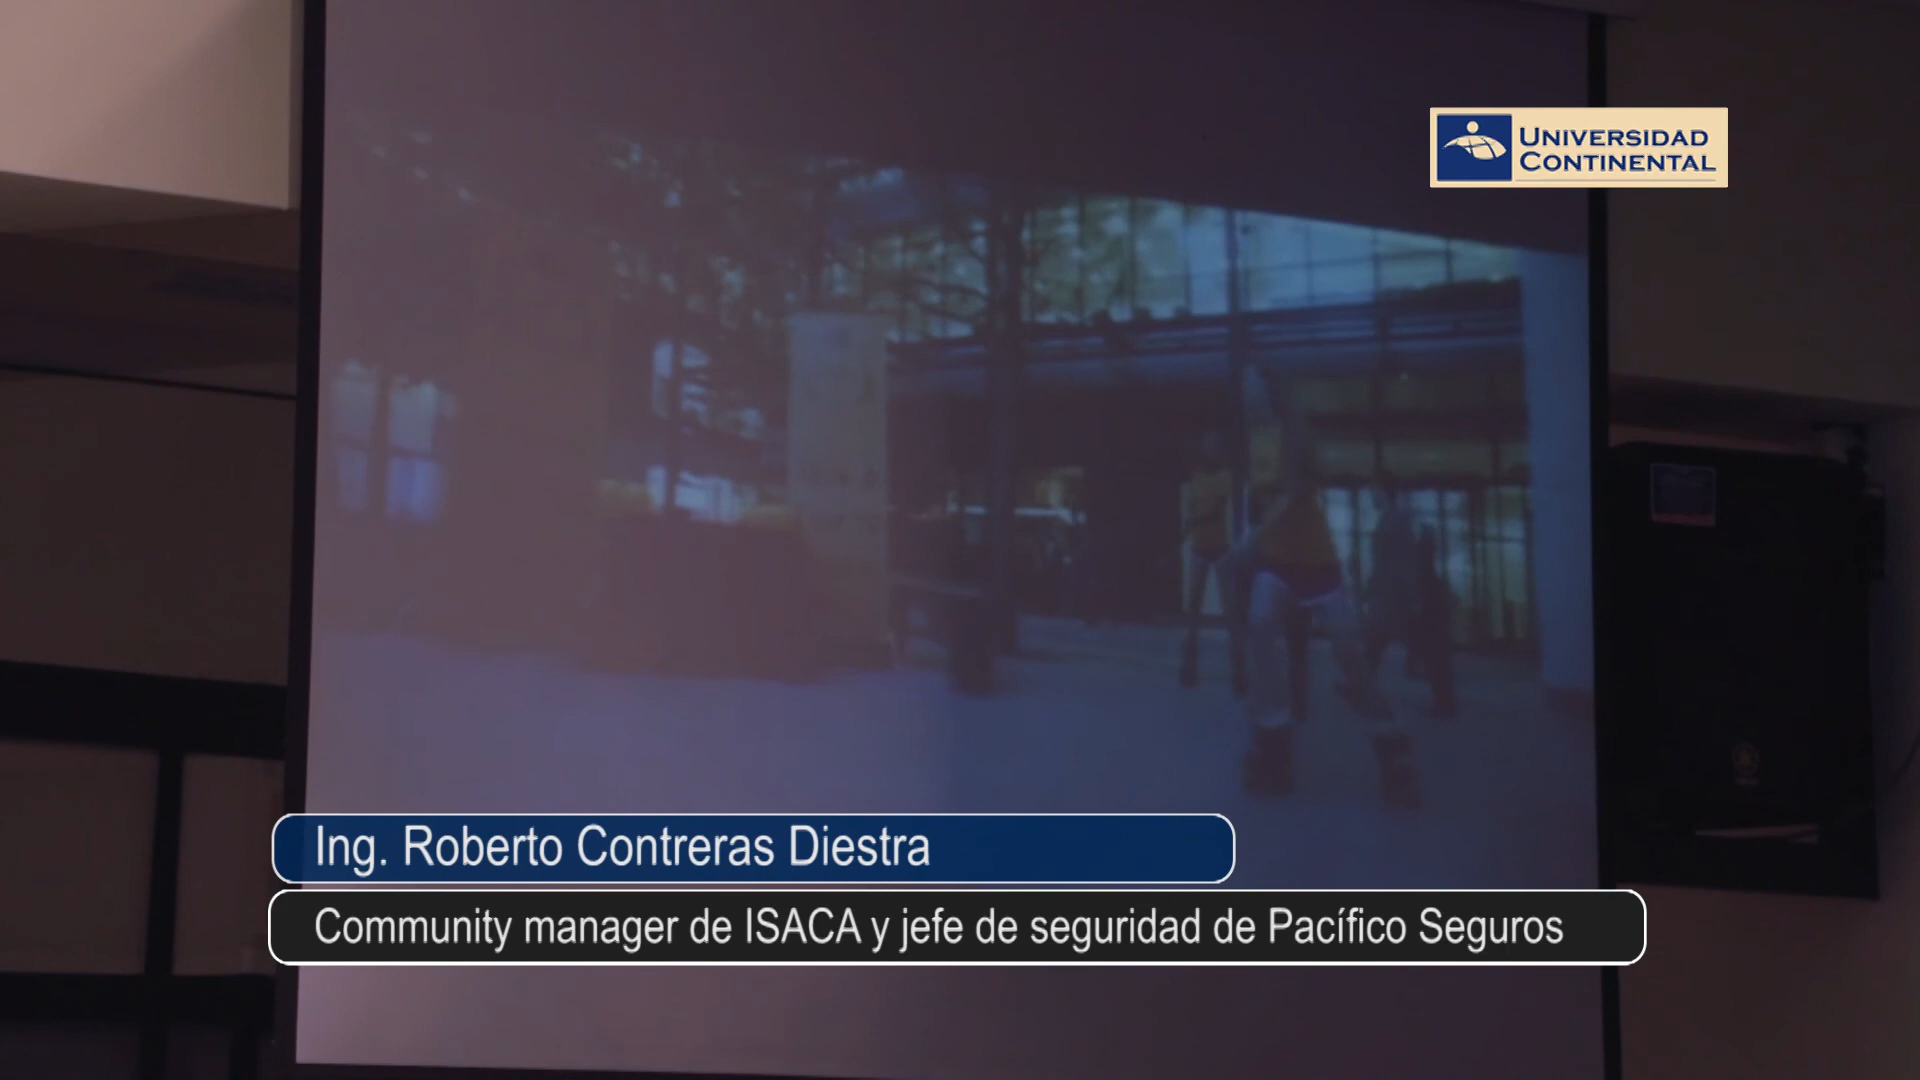 UNIVERSIDAD
CONTINENTAL
Ing. Roberto Contreras Diestra
Community manager de ISACA y jefe de seguridad de Pacífico Seguros